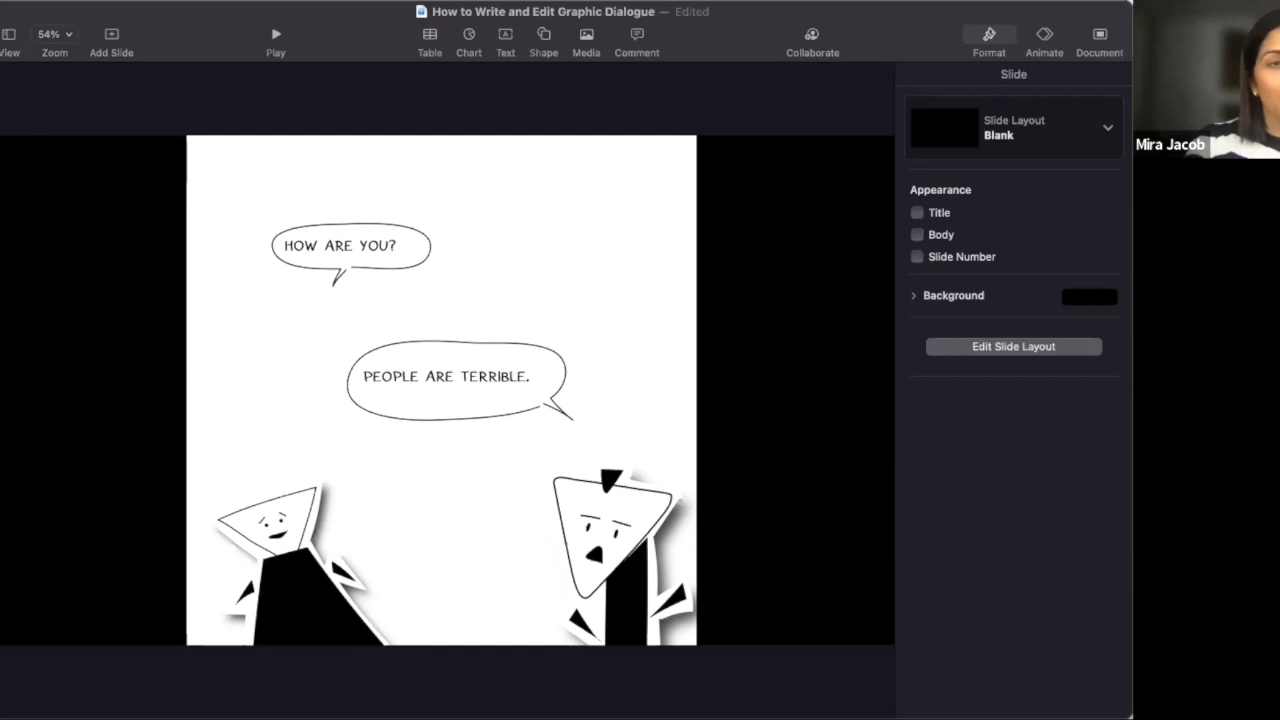 How to Write and Edit Graphic Dialogue — Edited
View
54%
Zoom
Add Slide
Play
Table
Chart
Text
Shape
Media
Comment
Collaborate
Format
Animate
Document
Slide
Slide Layout
Blank
Appearance
Title
Body
Slide Number
Background
Edit Slide Layout
HOW ARE YOU?
PEOPLE ARE TERRIBLE.
Mira Jacob